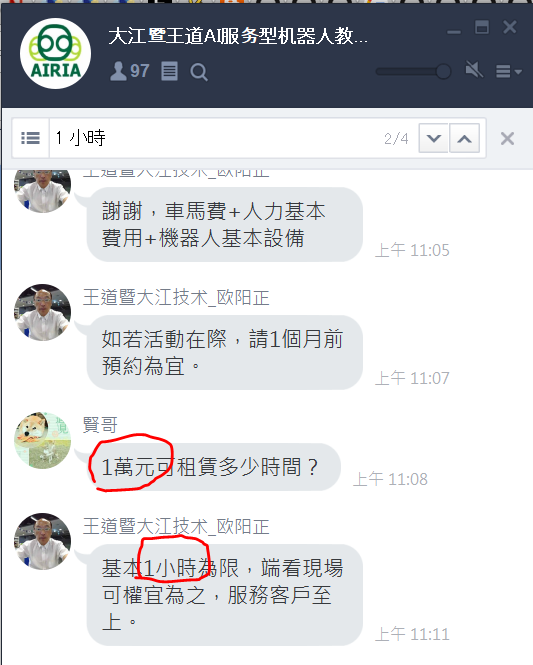 大江暨王道AI服务型机器人教...
AIRIA
97
1 小時
2/4
王道暨大江技术_欧阳正
謝謝，車馬費+人力基本
費用+機器人基本設備
上午 11:05
王道暨大江技术_欧阳正
如若活動在際，請1個月前
預約為宜。
上午 11:07
賢哥
1萬元可租賃多少時間？
上午 11:08
王道暨大江技术_欧阳正
基本1小時為限，端看現場
可權宜為之，服務客戶至
上。
上午 11:11